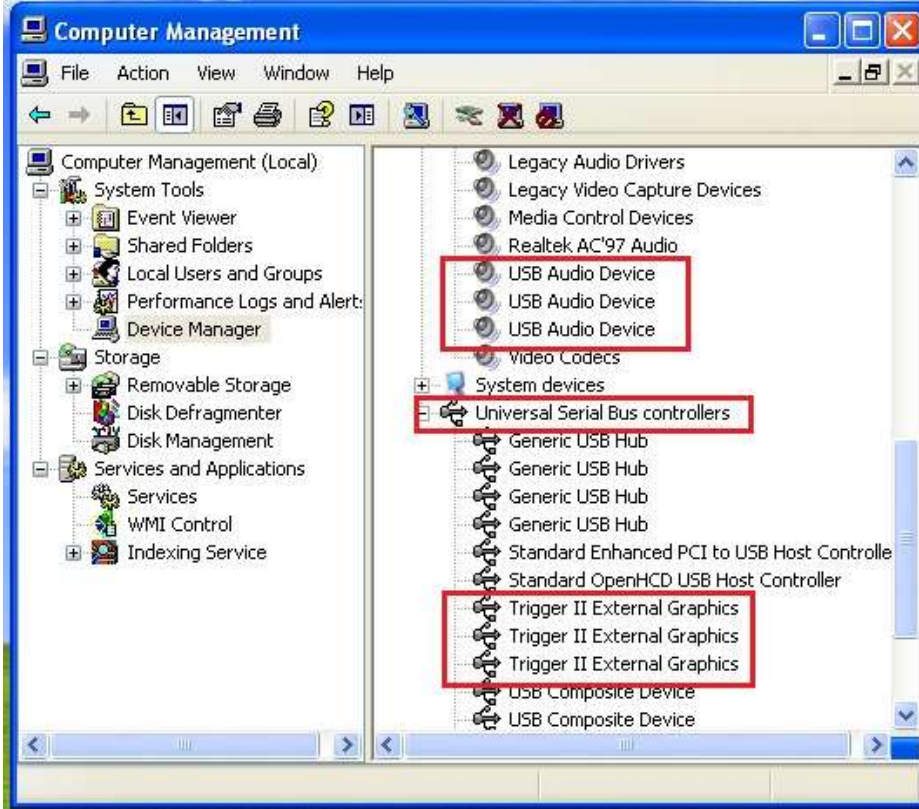 Computer Management
File Action View Window Help
Computer Management (Local)
System Tools
Event Viewer
Shared Folders
Local Users and Groups
Performance Logs and Alert:
Device Manager
Storage
Removable Storage
Disk Defragmenter
Disk Management
Services and Applications
Services
WMI Control
Indexing Service
Legacy Audio Drivers
Legacy Video Capture Devices
Media Control Devices
Realtek AC'97 Audio
USB Audio Device
USB Audio Device
USB Audio Device
Video Codecs
System devices
Universal Serial Bus controllers
Generic USB Hub
Generic USB Hub
Generic USB Hub
Generic USB Hub
Standard Enhanced PCI to USB Host Controlle
Standard OpenHCD USB Host Controller
Trigger II External Graphics
Trigger II External Graphics
Trigger II External Graphics
USB Composite Device
USB Composite Device